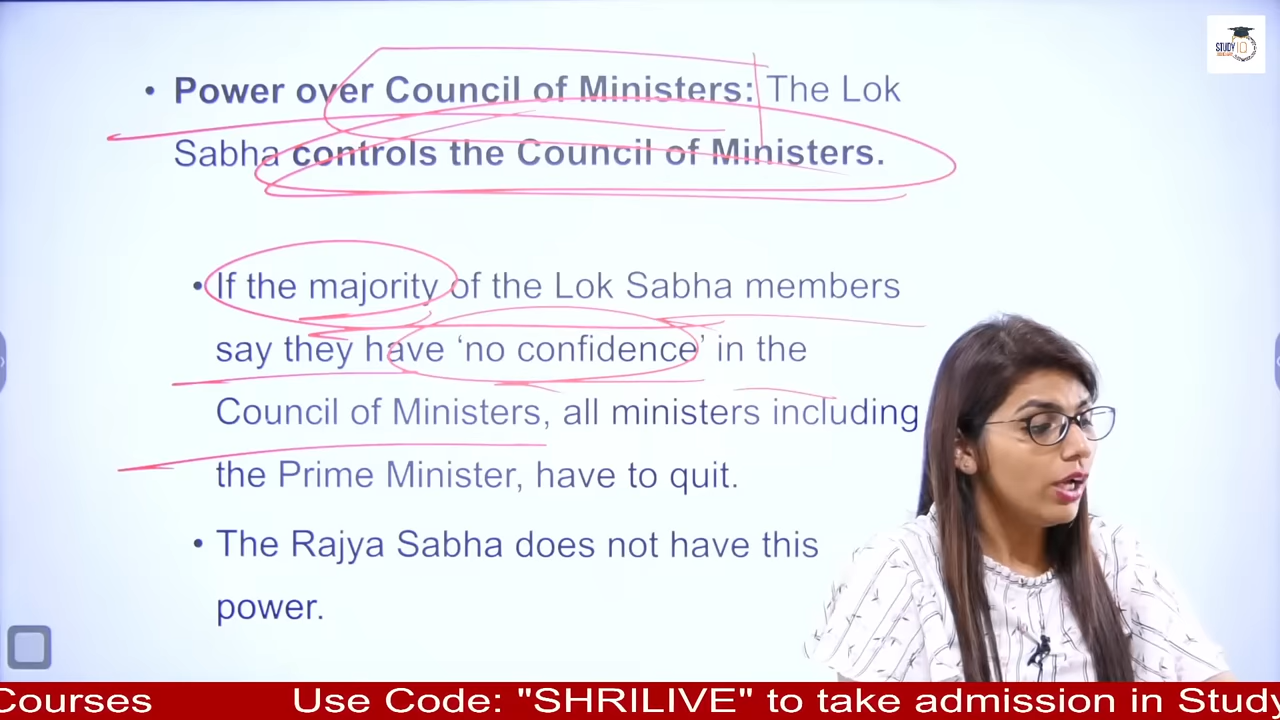 STUDY IQ
• Power over Council of Ministers: The Lok
Sabha controls the Council of Ministers.
• If the majority of the Lok Sabha members
say they have ‘no confidence’ in the
Council of Ministers, all ministers including
the Prime Minister, have to quit.
• The Rajya Sabha does not have this
power.
Courses Use Code: "SHRILIVE" to take admission in Study